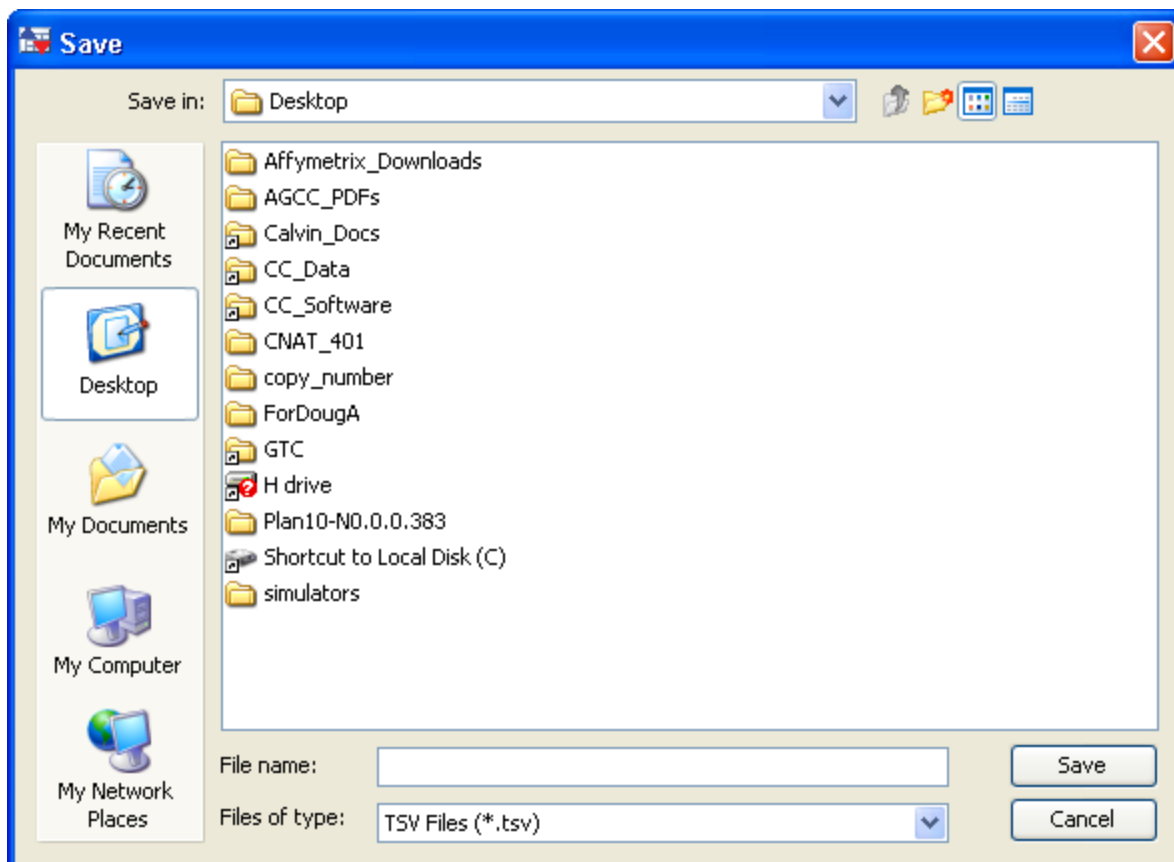 Save
Save in:
Desktop
My Recent
Documents
Desktop
My Documents
My Computer
My Network
Places
Affymetrix_Downloads
AGCC_PDFs
Calvin_Docs
CC_Data
CC_Software
CNAT_401
copy_number
ForDougA
GTC
H drive
Plan10-N0.0.0.383
Shortcut to Local Disk (C)
simulators
File name:
Save
Files of type:
TSV Files (*.tsv)
Cancel